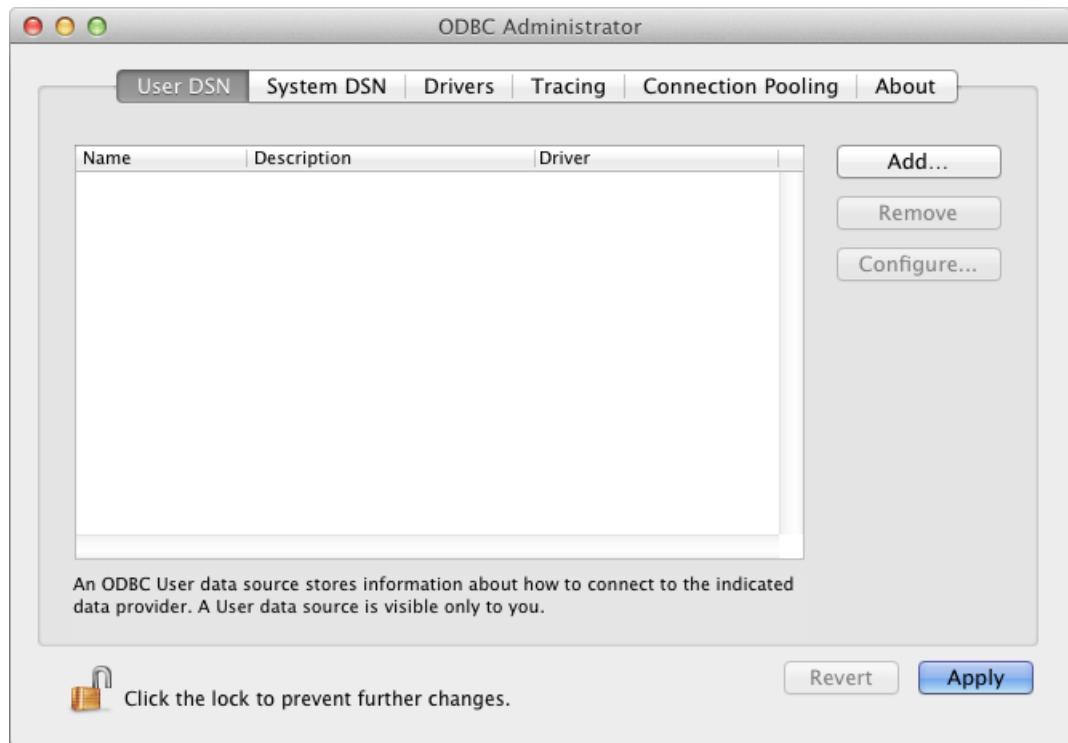 ODBC Administrator
User DSN System DSN Drivers Tracing Connection Pooling About
Name Description Driver
Add...
Remove
Configure...
An ODBC User data source stores information about how to connect to the indicated
data provider. A User data source is visible only to you.
Click the lock to prevent further changes.
Revert Apply